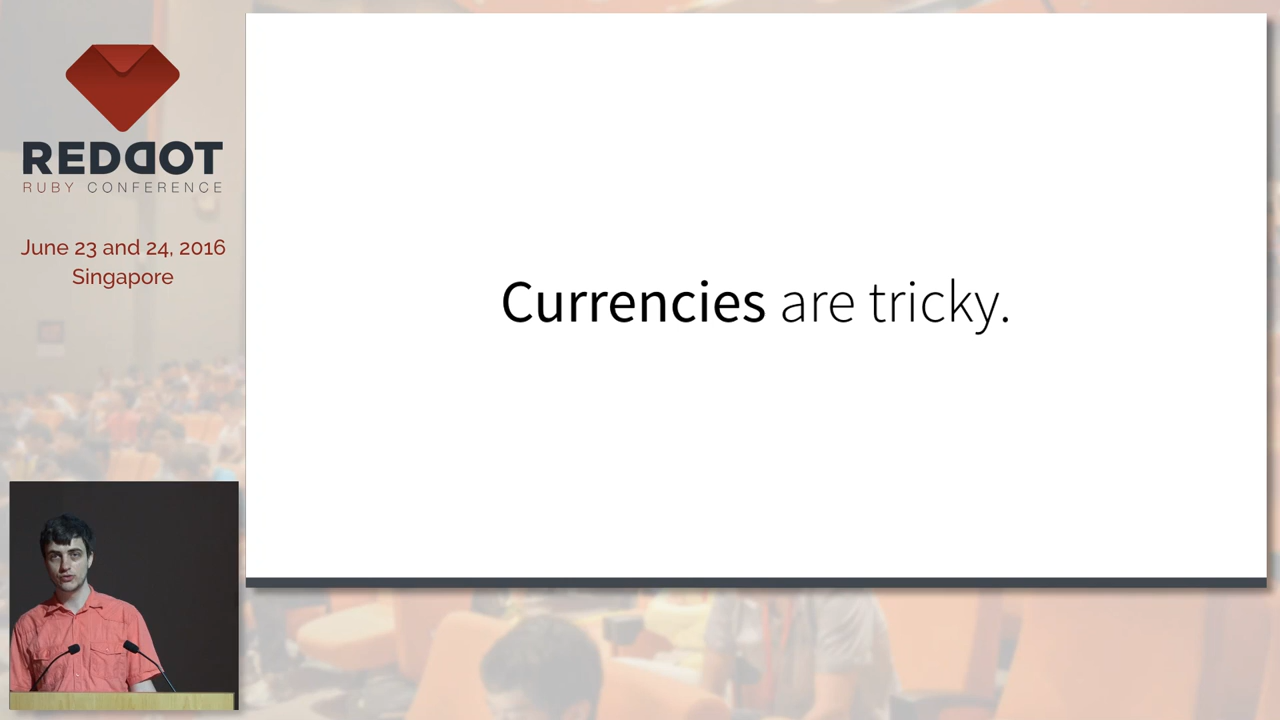 REDDOT
RUBY CONFERENCE
June 23 and 24, 2016
Singapore
Currencies are tricky.